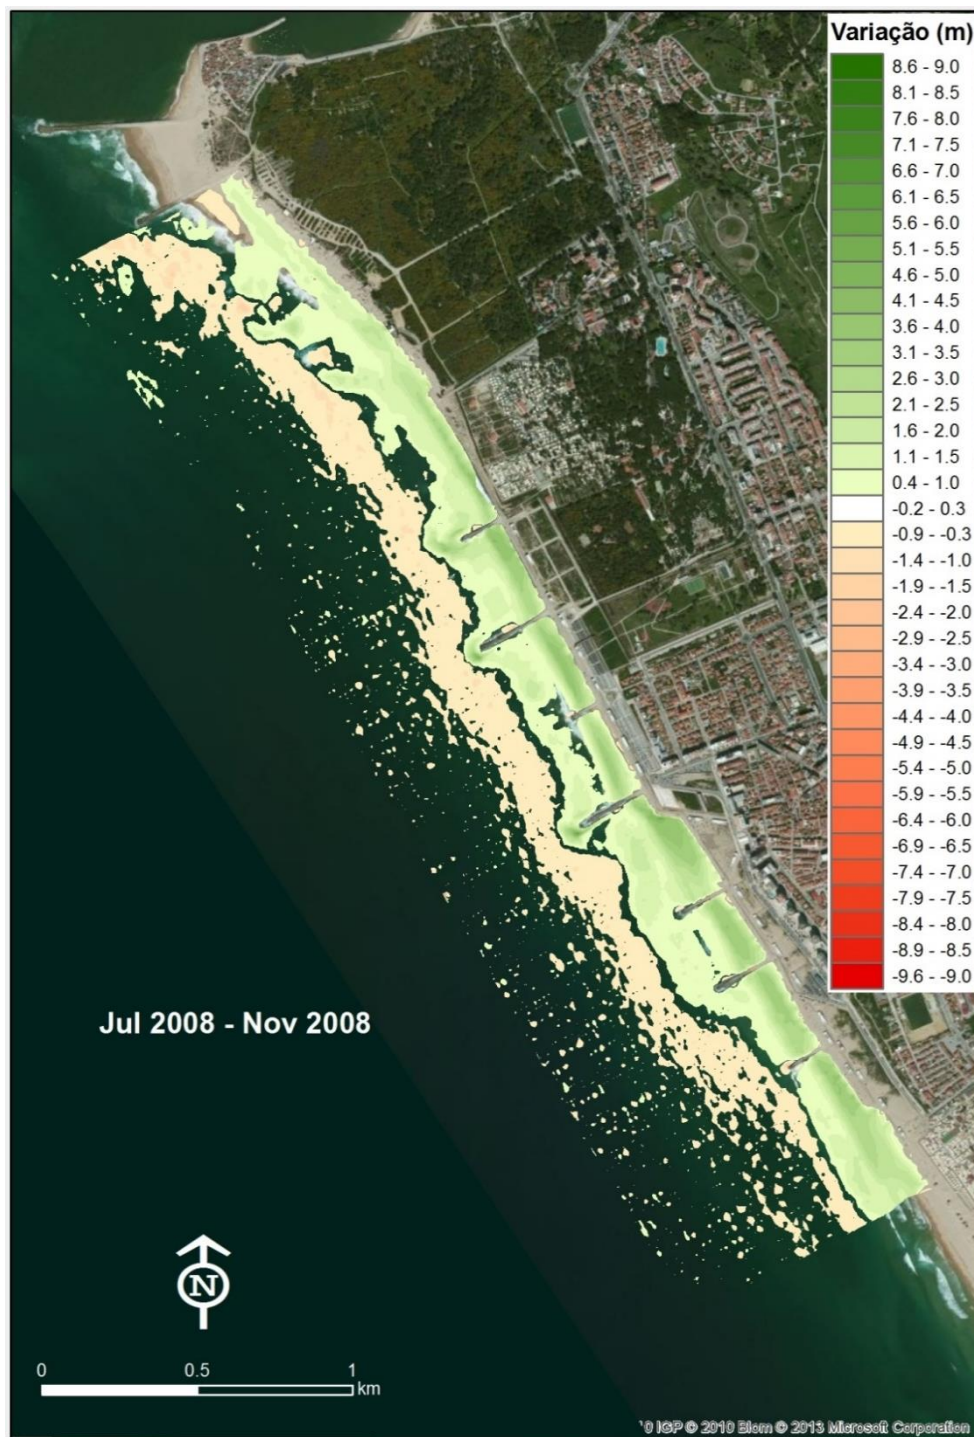 Variação (m)
8.6 - 9.0
8.1 - 8.5
7.6 - 8.0
7.1 - 7.5
6.6 - 7.0
6.1 - 6.5
5.6 - 6.0
5.1 - 5.5
4.6 - 5.0
4.1 - 4.5
3.6 - 4.0
3.1 - 3.5
2.6 - 3.0
2.1 - 2.5
1.6 - 2.0
1.1 - 1.5
0.4 - 1.0
-0.2 - 0.3
-0.9 - -0.3
-1.4 - -1.0
-1.9 - -1.5
-2.4 - -2.0
-2.9 - -2.5
-3.4 - -3.0
-3.9 - -3.5
-4.4 - -4.0
-4.9 - -4.5
-5.4 - -5.0
-5.9 - -5.5
-6.4 - -6.0
-6.9 - -6.5
-7.4 - -7.0
-7.9 - -7.5
-8.4 - -8.0
-8.9 - -8.5
-9.6 - -9.0
Jul 2008 - Nov 2008
N
0 0.5 1
km
IGP © 2010 Blom © 2013 Microsoft Corporation